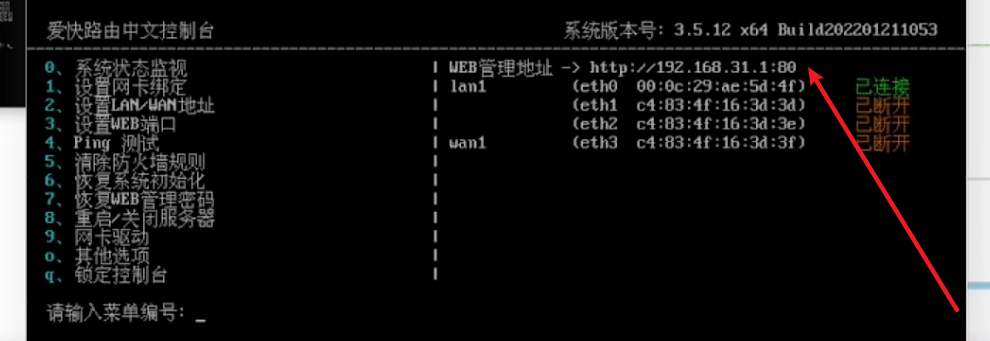 爱快路由中文控制台 系统版本号: 3.5.12 x64 Build202201211053
0、系统状态监视 | WEB管理地址 -> http://192.168.31.1:80
1、设置网卡绑定 | lan1 (eth0 00:0c:29:ae:5d:4f) 已连接
2、设置LAN/WAN地址 | (eth1 c4:83:4f:16:3d:3d) 已断开
3、设置WEB端口 | (eth2 c4:83:4f:16:3d:3e) 已断开
4、Ping 测试 | wan1 (eth3 c4:83:4f:16:3d:3f) 已断开
5、清除防火墙规则 |
6、恢复系统初始化 |
7、恢复WEB管理密码 |
8、重启/关闭服务器 |
9、网卡驱动 |
o、其他选项 |
q、锁定控制台 |
请输入菜单编号: _